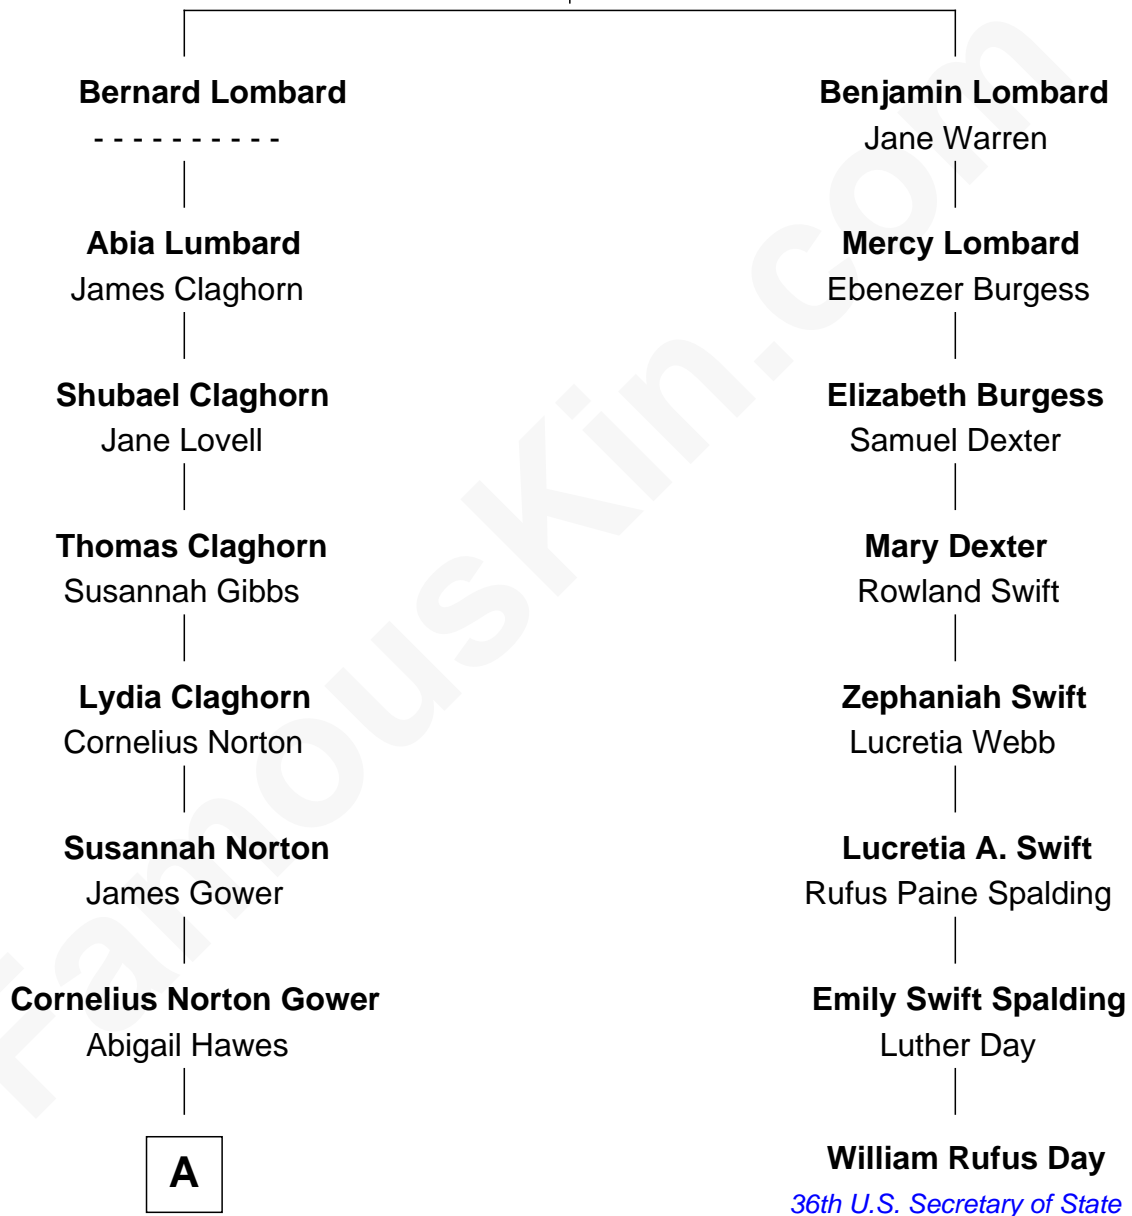 Bernard Lombard
- - - - - - - - - -
Abia Lumbard
James Claghorn
Shubael Claghorn
Jane Lovell
Thomas Claghorn
Susannah Gibbs
Lydia Claghorn
Cornelius Norton
Susannah Norton
James Gower
Cornelius Norton Gower
Abigail Hawes
A
Benjamin Lombard
Jane Warren
Mercy Lombard
Ebenezer Burgess
Elizabeth Burgess
Samuel Dexter
Mary Dexter
Rowland Swift
Zephaniah Swift
Lucretia Webb
Lucretia A. Swift
Rufus Paine Spalding
Emily Swift Spalding
Luther Day
William Rufus Day
36th U.S. Secretary of State
FamousKin.com